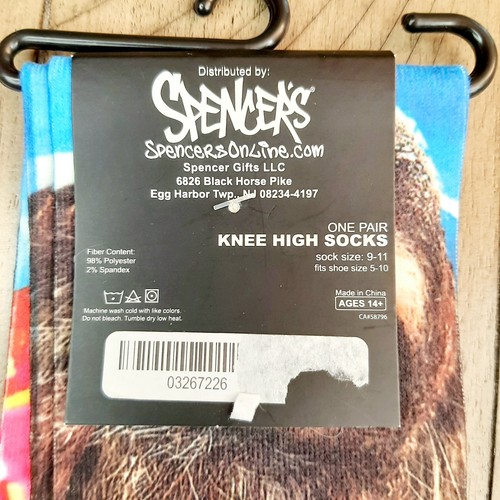 Distributed by:
SPENCER'S
SPENCERSONLINE.COM
Spencer Gifts LLC
6826 Black Horse Pike
Egg Harbor Twp., NJ 08234-4197
ONE PAIR
KNEE HIGH SOCKS
sock size: 9-11
fits shoe size 5-10
Fiber Content:
98% Polyester
2% Spandex
Made in China
AGES 14+
CA#58796
Machine wash cold with like colors.
Do not bleach. Tumble dry low heat.
03267226